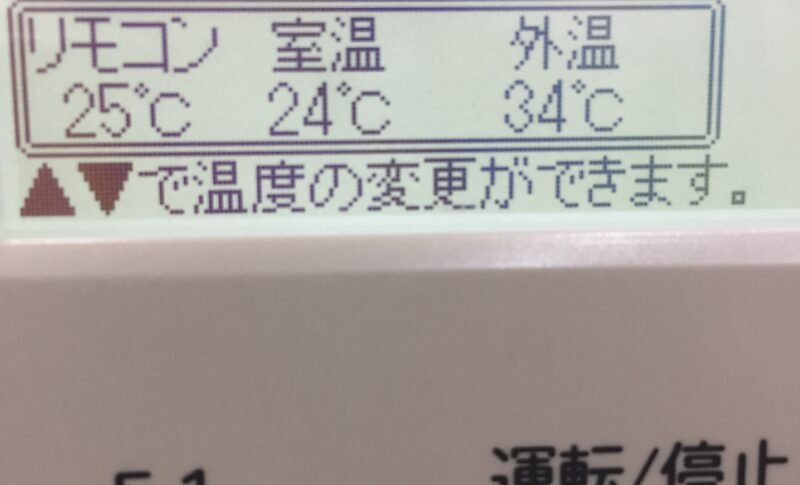 リモコン 室温 外温
25℃ 24℃ 34℃
▲▼で温度の変更ができます。
運転/停止